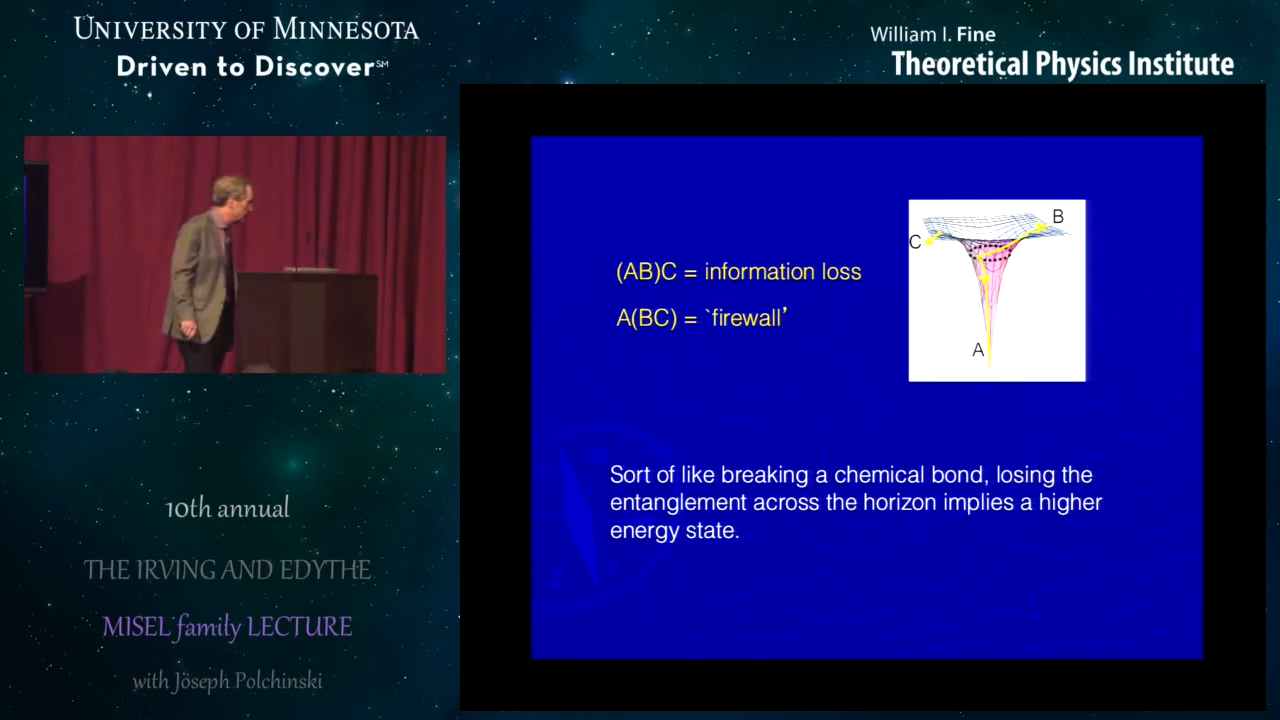 UNIVERSITY OF MINNESOTA
Driven to Discover℠
William I. Fine
Theoretical Physics Institute
(AB)C = information loss
A(BC) = `firewall’
B
C
A
Sort of like breaking a chemical bond, losing the
entanglement across the horizon implies a higher
energy state.
10th annual
THE IRVING AND EDYTHE
MISEL family LECTURE
with Joseph Polchinski